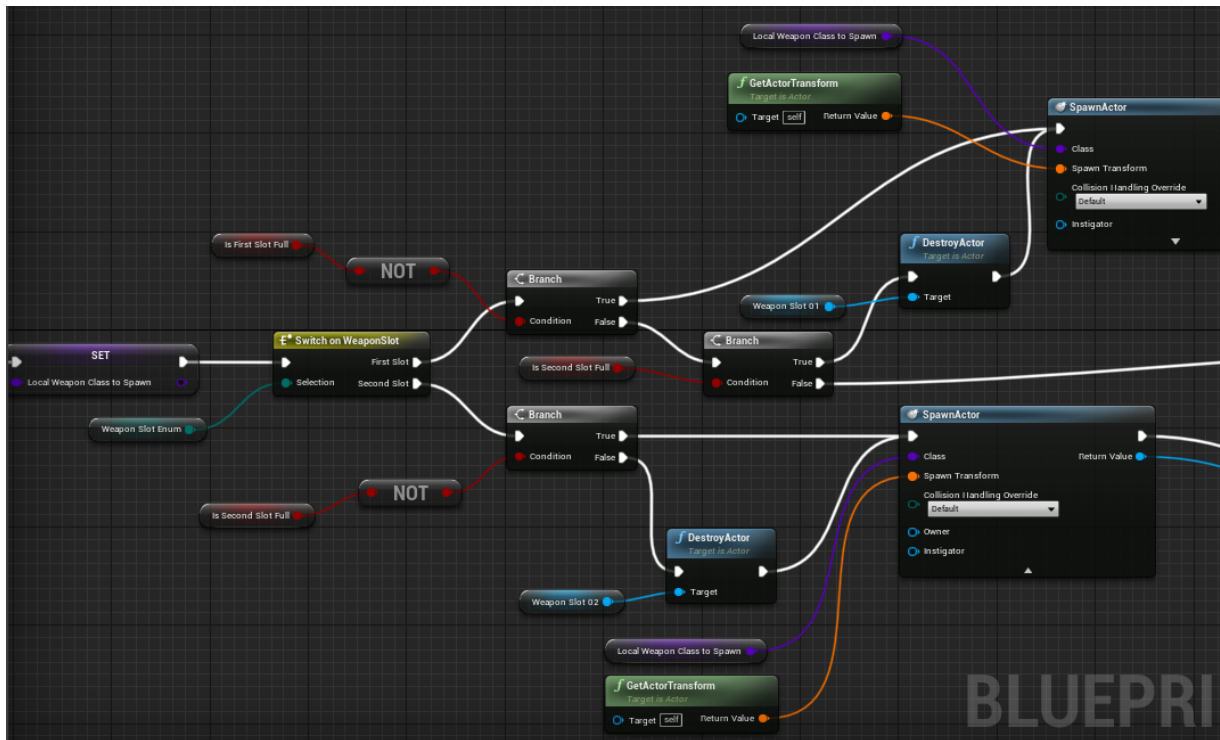 Local Weapon Class to Spawn
GetActorTransform
Target is Actor
Target self Return Value
SpawnActor
Class
Spawn Transform
Collision Handling Override
Default
Instigator
Is First Slot Full
NOT
Branch
True
Condition False
DestroyActor
Target is Actor
Target
Weapon Slot 01
SET
Local Weapon Class to Spawn
Switch on WeaponSlot
First Slot
Selection Second Slot
Weapon Slot Enum
Is Second Slot Full
Branch
True
Condition False
Branch
True
Condition False
NOT
Is Second Slot Full
SpawnActor
Class Return Value
Spawn Transform
Collision Handling Override
Default
Owner
Instigator
DestroyActor
Target is Actor
Target
Weapon Slot 02
Local Weapon Class to Spawn
GetActorTransform
Target is Actor
Target self Return Value
BLUEPRI